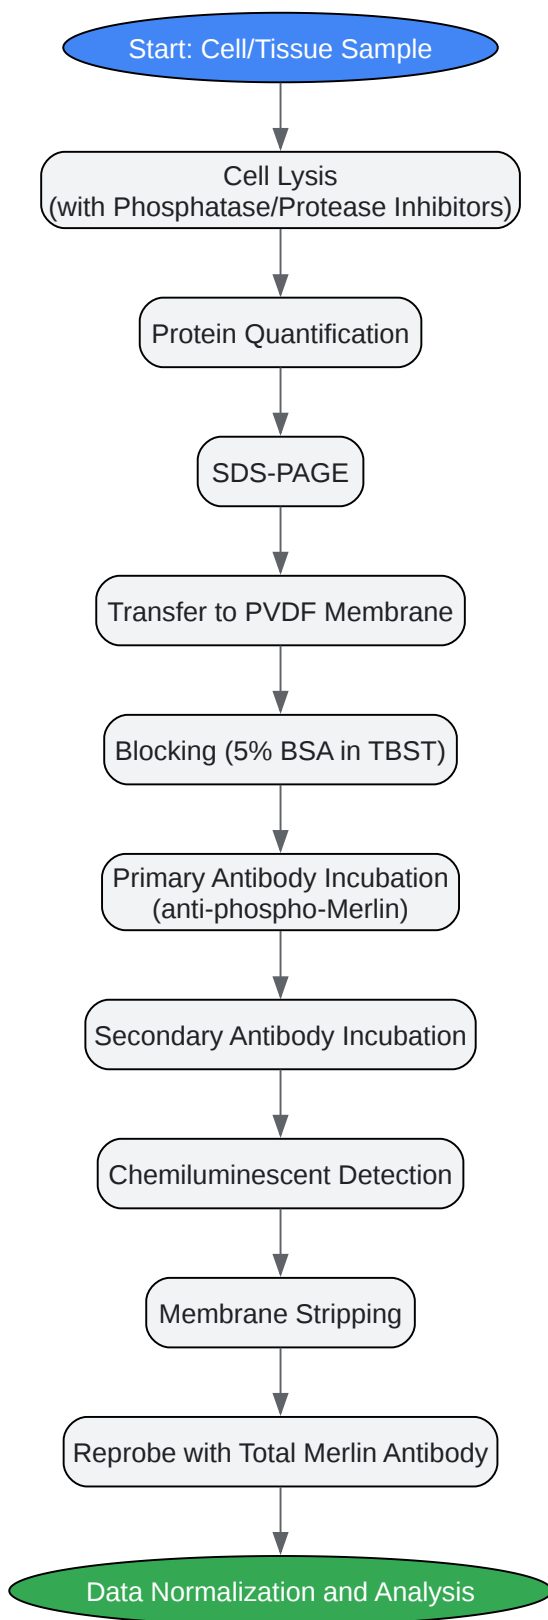 Start: Cell/Tissue Sample
Cell Lysis
(with Phosphatase/Protease Inhibitors)
Protein Quantification
SDS-PAGE
Transfer to PVDF Membrane
Blocking (5% BSA in TBST)
Primary Antibody Incubation
(anti-phospho-Merlin)
Secondary Antibody Incubation
Chemiluminescent Detection
Membrane Stripping
Reprobe with Total Merlin Antibody
Data Normalization and Analysis